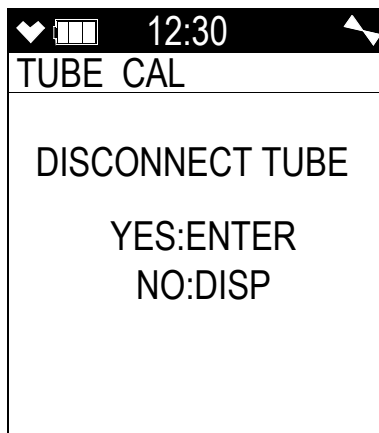 12:30
TUBE CAL
DISCONNECT TUBE
YES:ENTER
NO:DISP